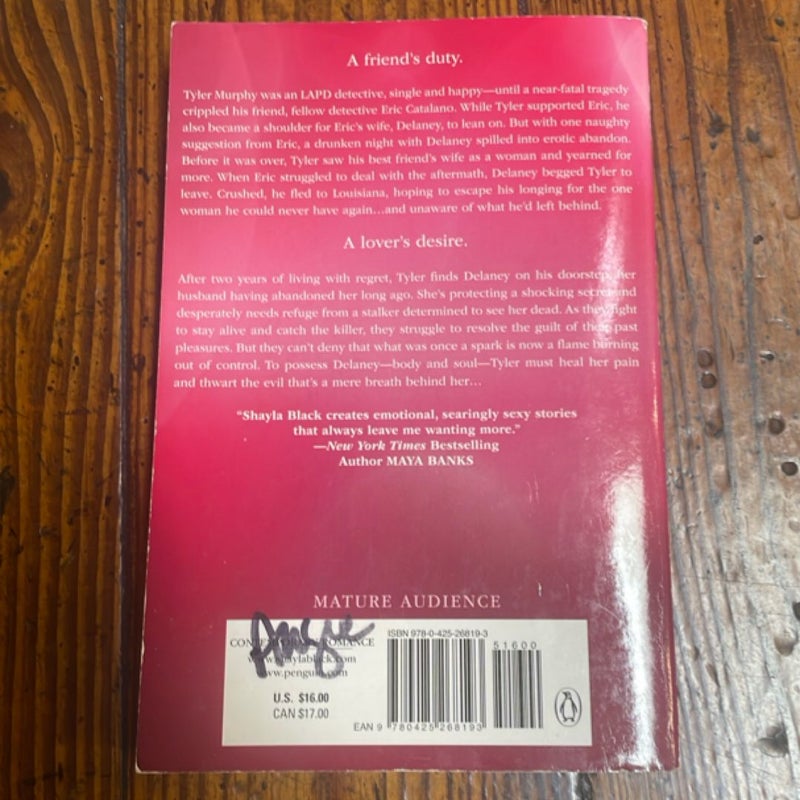 A friend's duty.
Tyler Murphy was an LAPD detective, single and happy—until a near-fatal tragedy
crippled his friend, fellow detective Eric Catalano. While Tyler supported Eric, he
also became a shoulder for Eric's wife, Delaney, to lean on. But with one naughty
suggestion from Eric, a drunken night with Delaney spilled into erotic abandon.
Before it was over, Tyler saw his best friend's wife as a woman and yearned for
more. When Eric struggled to deal with the aftermath, Delaney begged Tyler to
leave. Crushed, he fled to Louisiana, hoping to escape his longing for the one
woman he could never have again...and unaware of what he'd left behind.
A lover's desire.
After two years of living with regret, Tyler finds Delaney on his doorstep, her
husband having abandoned her long ago. She's protecting a shocking secret and
desperately needs refuge from a stalker determined to see her dead. As they fight
to stay alive and catch the killer, they struggle to resolve the guilt of their past
pleasures. But they can't deny that what was once a spark is now a flame burning
out of control. To possess Delaney—body and soul—Tyler must heal her pain
and thwart the evil that's a mere breath behind her...
"Shayla Black creates emotional, searingly sexy stories
that always leave me wanting more."
—New York Times Bestselling
Author MAYA BANKS
MATURE AUDIENCE
Angie
CONTEMPORARY ROMANCE
www.shaylablack.com
www.penguin.com
U.S. $16.00
CAN $17.00
ISBN 978-0-425-26819-3
51600
EAN 9 780425 268193